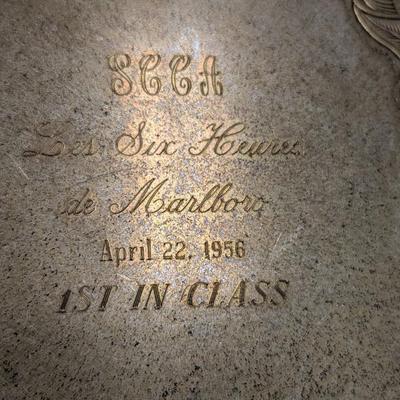 SCCA
Les Six Heures
de Marlboro
April 22, 1956
1ST IN CLASS